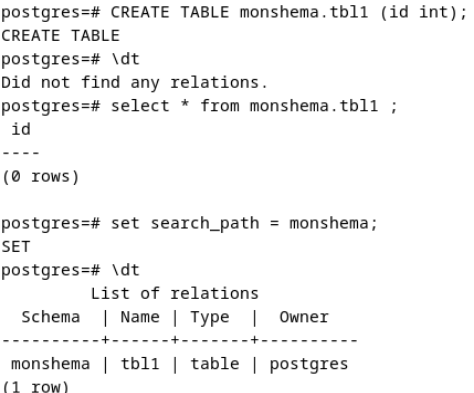 postgres=# CREATE TABLE monshema.tbl1 (id int);
CREATE TABLE
postgres=# \dt
Did not find any relations.
postgres=# select * from monshema.tbl1 ;
 id
----
(0 rows)

postgres=# set search_path = monshema;
SET
postgres=# \dt
         List of relations
  Schema  | Name | Type  |  Owner
----------+------+-------+----------
 monshema | tbl1 | table | postgres
(1 row)